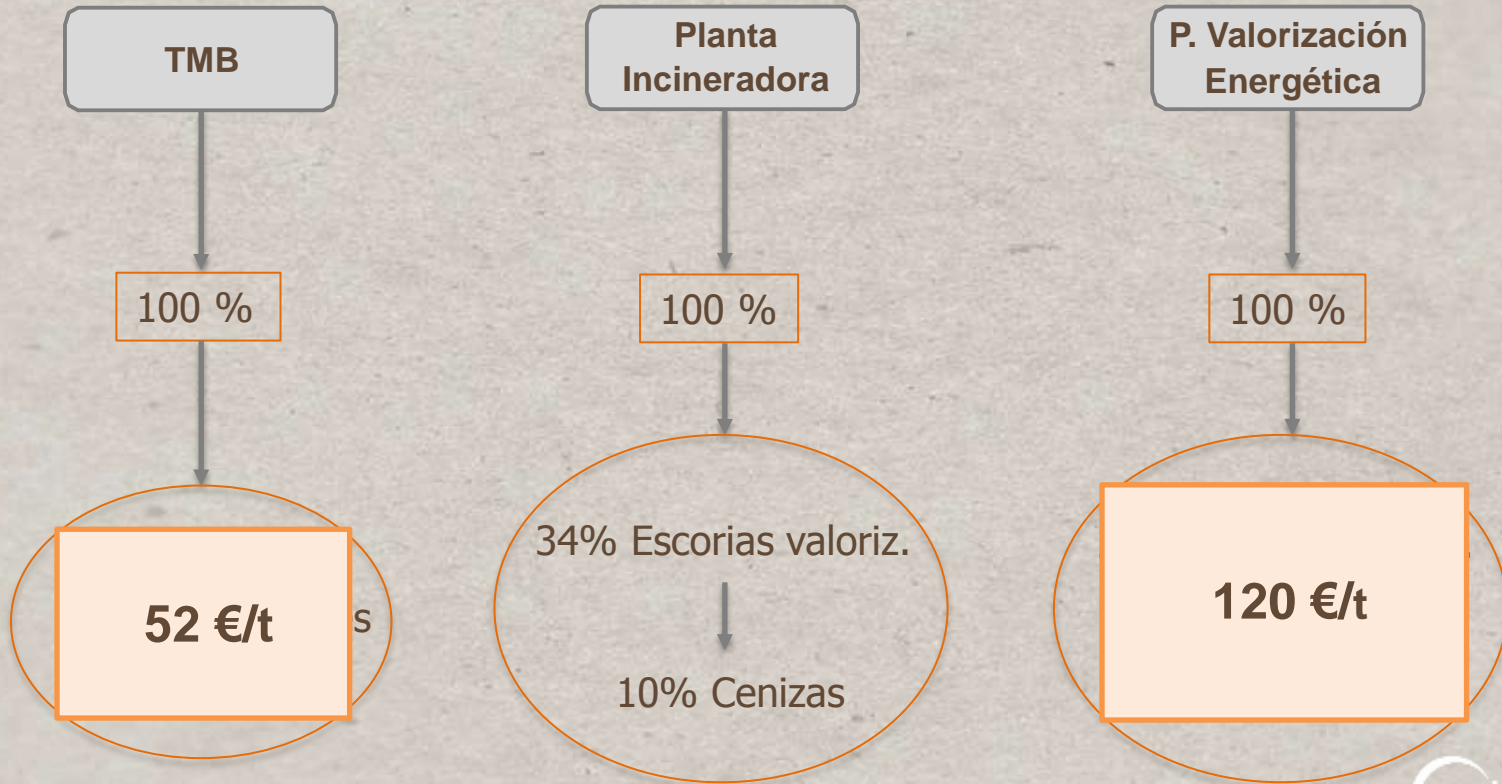 TMB
Planta
Incineradora
P. Valorización
Energética
100 %
100 %
100 %
52 €/t
34% Escorias valoriz.
10% Cenizas
120 €/t